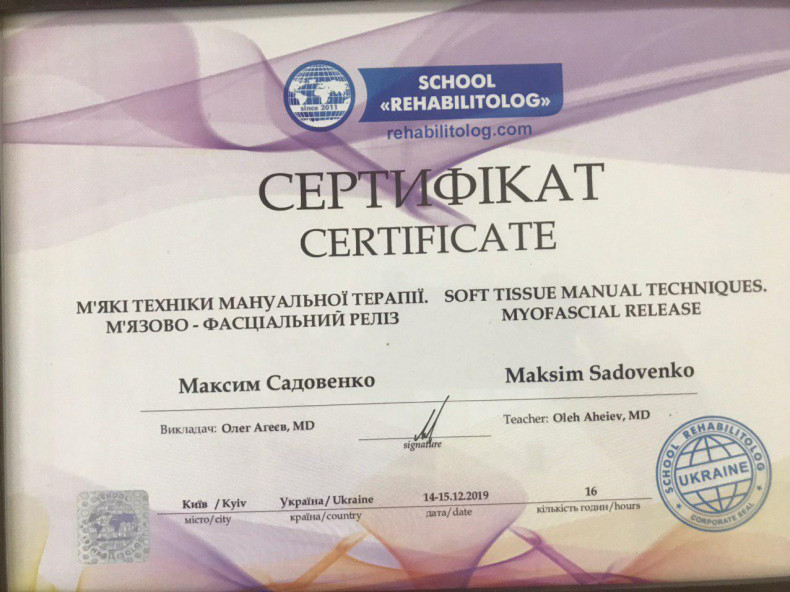 since 2011
SCHOOL
«REHABILITOLOG»
rehabilitolog.com
СЕРТИФІКАТ
CERTIFICATE
М'ЯКІ ТЕХНІКИ МАНУАЛЬНОЇ ТЕРАПІЇ.
М'ЯЗОВО - ФАСЦІАЛЬНИЙ РЕЛІЗ
SOFT TISSUE MANUAL TECHNIQUES.
MYOFASCIAL RELEASE
Максим Садовенко
Maksim Sadovenko
Викладач: Олег Агеєв, MD
signature
Teacher: Oleh Aheiev, MD
Київ / Kyiv
місто/city
Україна/Ukraine
країна/country
14-15.12.2019
дата/date
16
кількість годин/hours
SCHOOL REHABILITOLOG
UKRAINE
CORPORATE SEAL